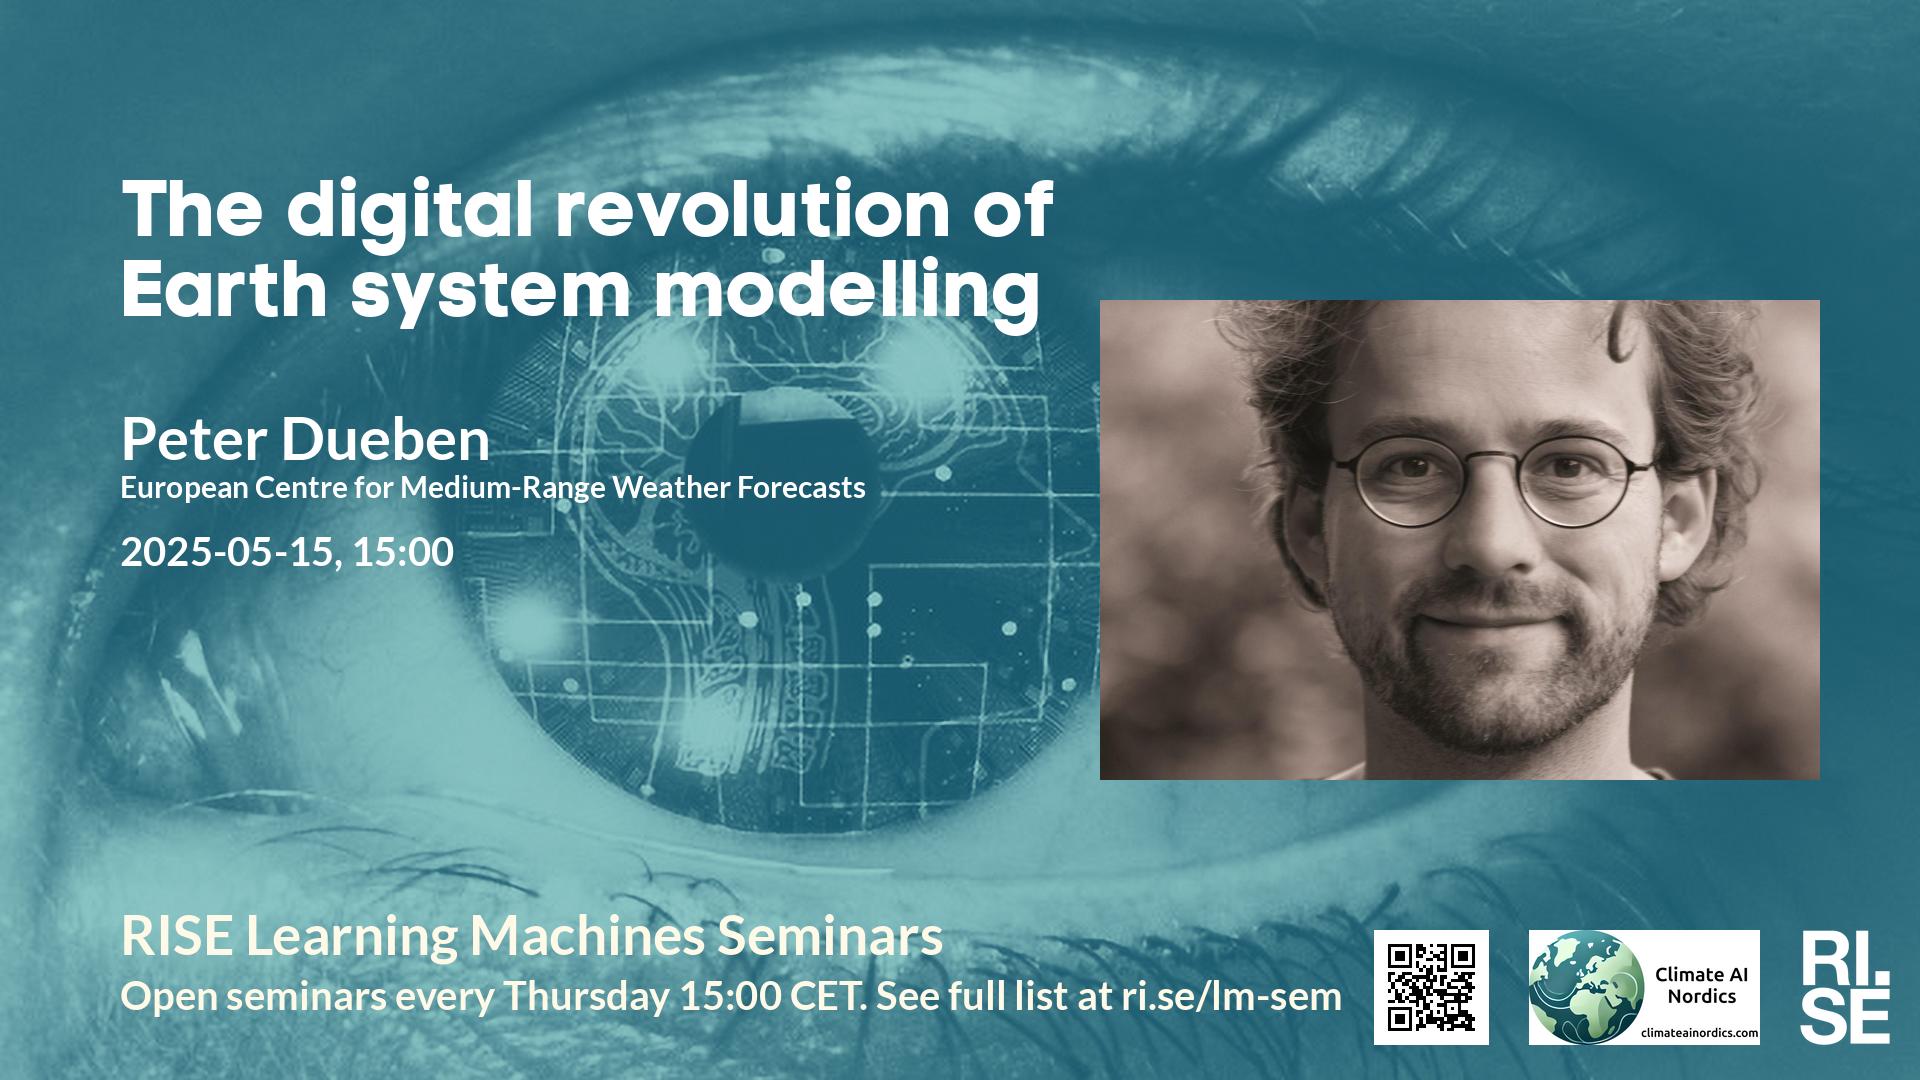 The digital revolution of
Earth system modelling
Peter Dueben
European Centre for Medium-Range Weather Forecasts
2025-05-15, 15:00
RISE Learning Machines Seminars
Open seminars every Thursday 15:00 CET. See full list at ri.se/lm-sem
Climate AI
Nordics
climateainordics.com
RI.
SE